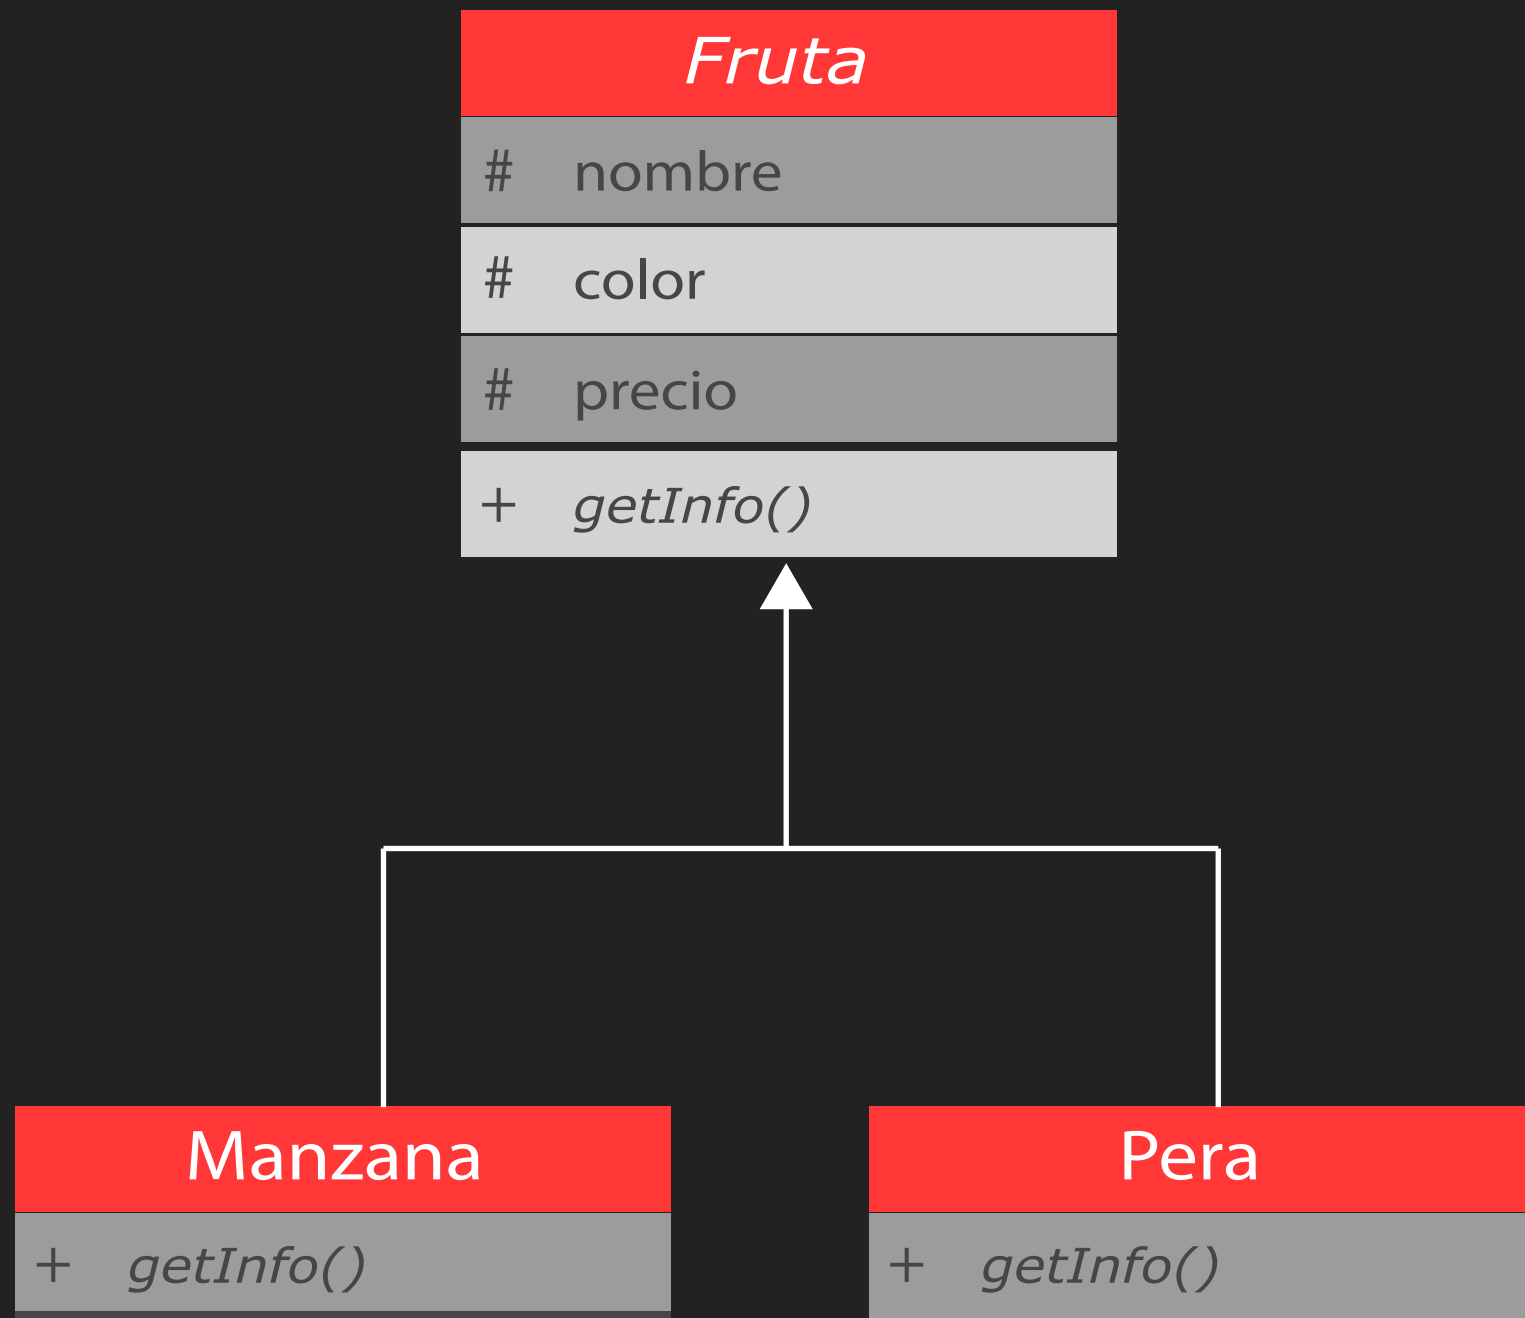 Fruta
# nombre
# color
# precio
+ getInfo()
Manzana
+ getInfo()
Pera
+ getInfo()